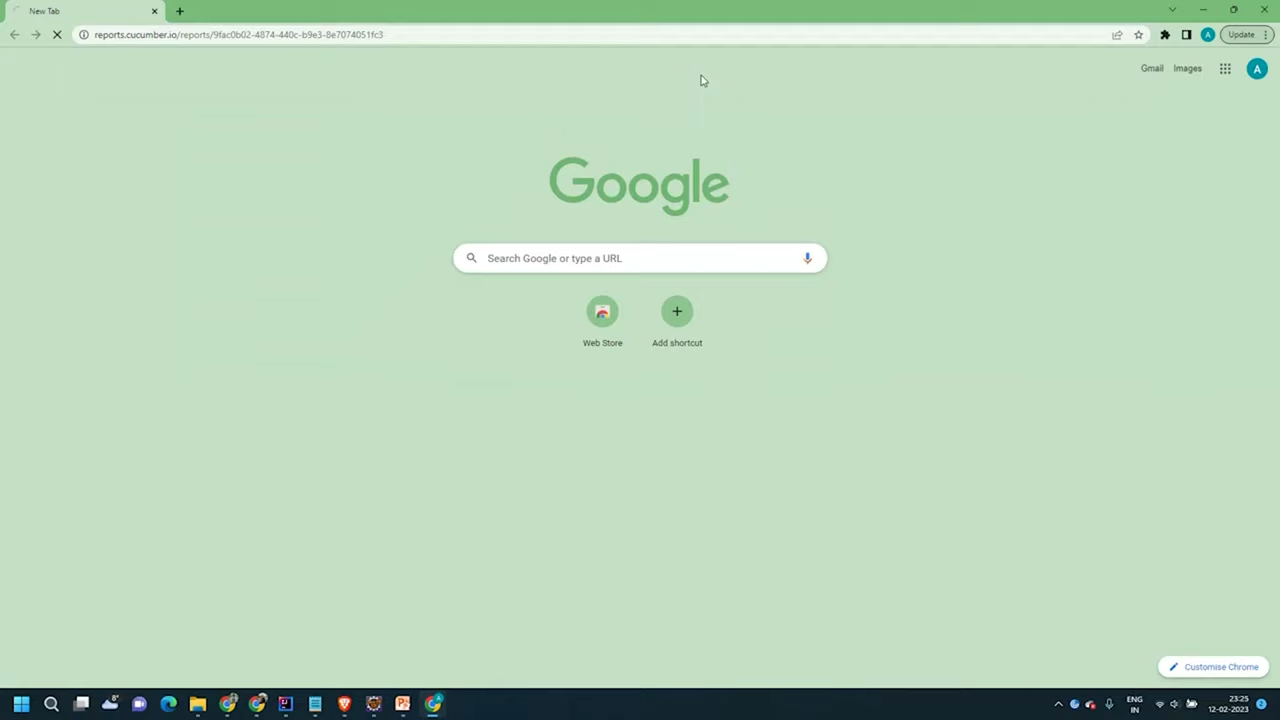 New Tab
reports.cucumber.io/reports/9fac0b02-4874-440c-b9e3-8e7074051fc3
A
Update
Gmail
Images
A
Google
Search Google or type a URL
Web Store
Add shortcut
Customise Chrome
8°
A
ENG
IN
23:25
12-02-2023